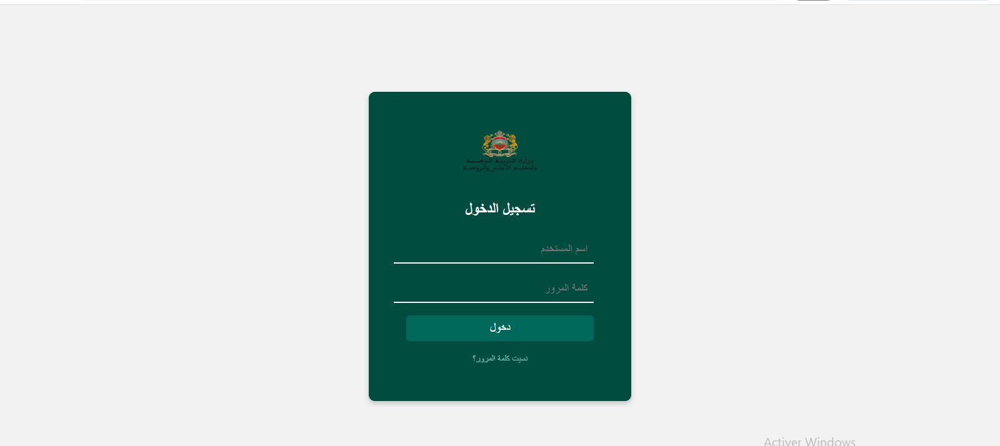 وزارة التربية الوطنية
والتعليم الأولي والرياضة
تسجيل الدخول
اسم المستخدم
كلمة المرور
دخول
نسيت كلمة المرور؟
Activer Windows